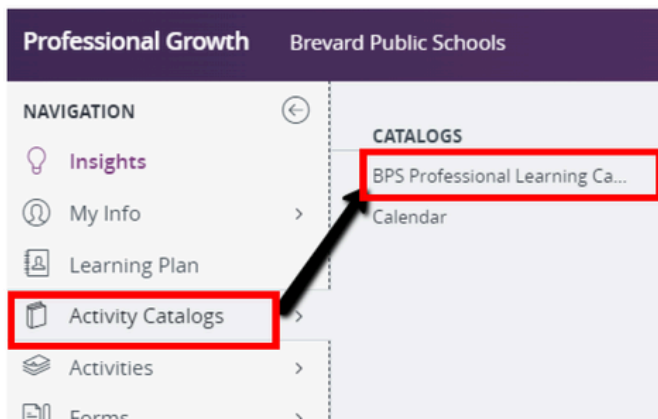 Professional Growth Brevard Public Schools
NAVIGATION
Insights
My Info
Learning Plan
Activity Catalogs
Activities
Forms
CATALOGS
BPS Professional Learning Ca...
Calendar